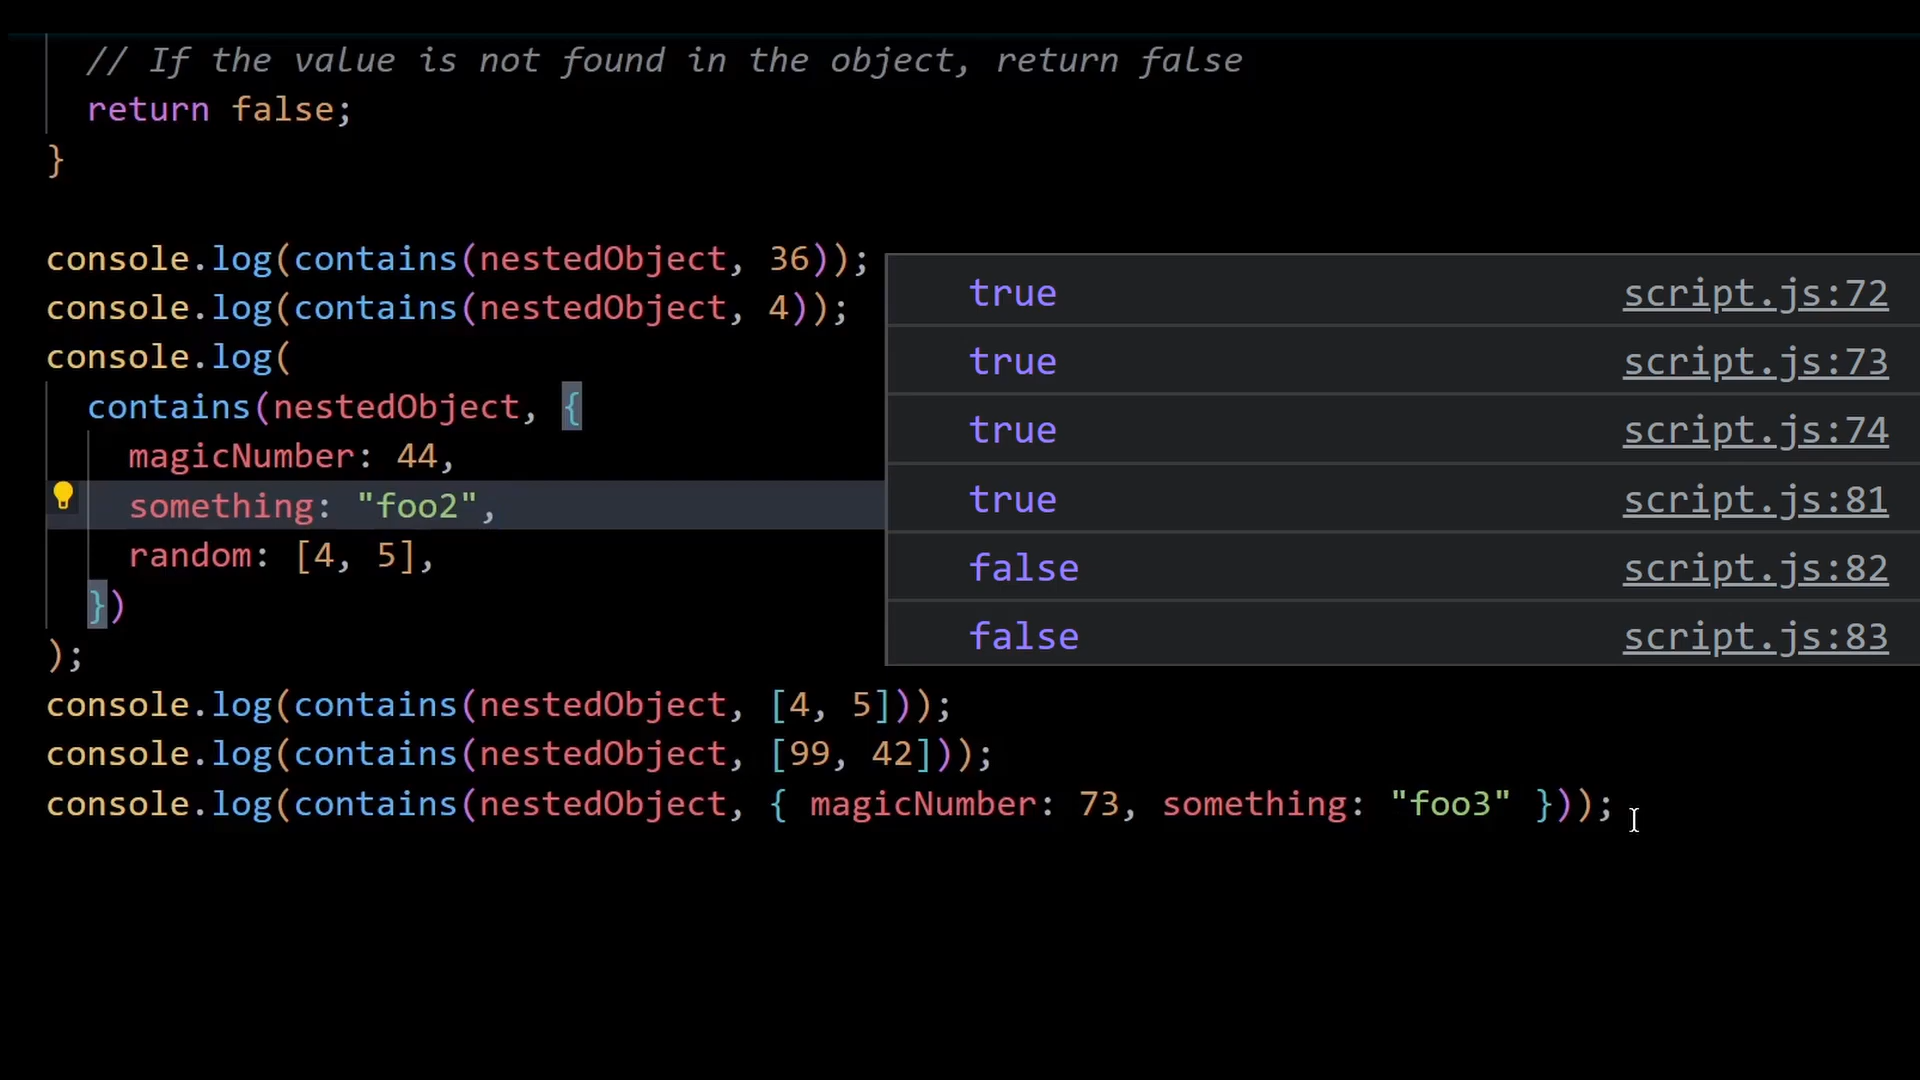 // If the value is not found in the object, return false
return false;
}
console.log(contains(nestedObject, 36));
console.log(contains(nestedObject, 4));
console.log(
contains(nestedObject, {
magicNumber: 44,
something: "foo2",
random: [4, 5],
})
);
console.log(contains(nestedObject, [4, 5]));
console.log(contains(nestedObject, [99, 42]));
console.log(contains(nestedObject, { magicNumber: 73, something: "foo3" }));
true script.js:72
true script.js:73
true script.js:74
true script.js:81
false script.js:82
false script.js:83